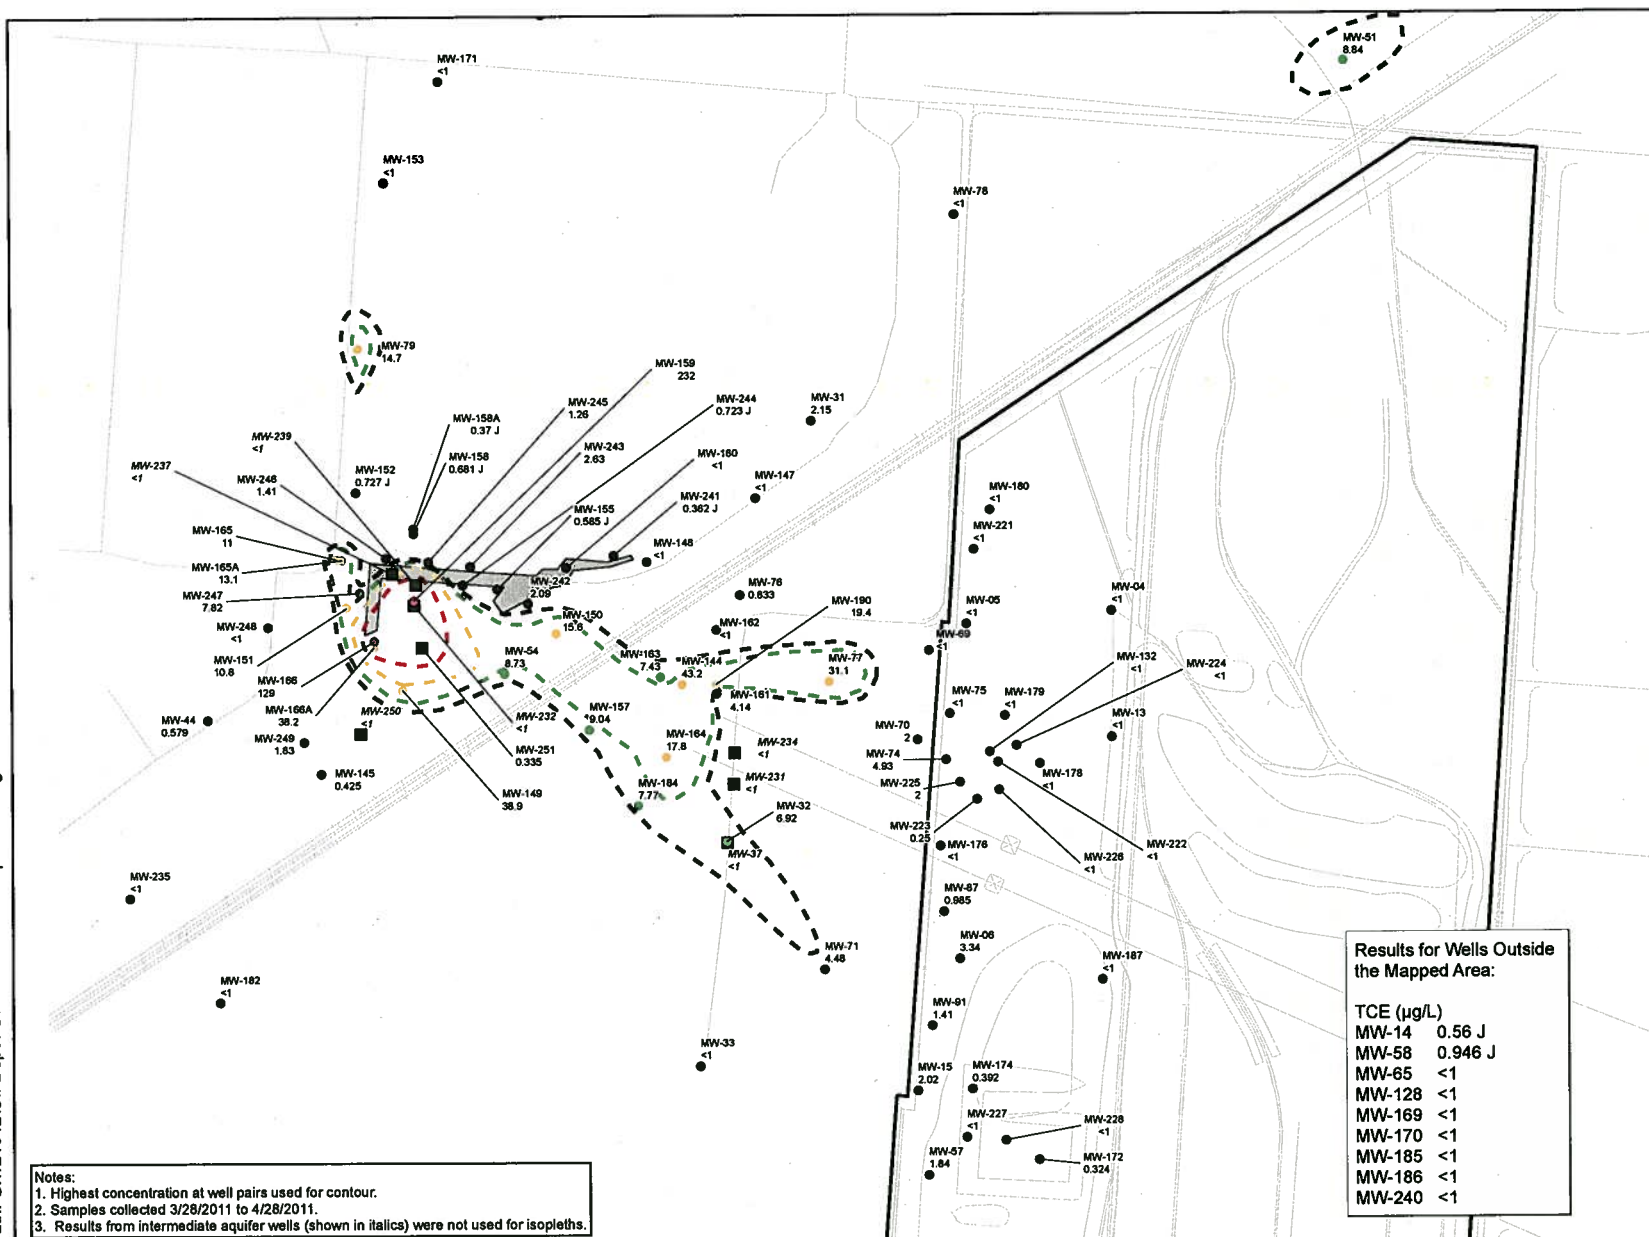 MW-51
8.84
MW-171
<1
MW-153
<1
MW-78
<1
MW-79
14.7
MW-159
232
MW-245
1.26
MW-244
0.723 J
MW-31
2.15
MW-158A
0.37 J
MW-239
<1
MW-243
2.63
MW-158
0.681 J
MW-160
<1
MW-237
<1
MW-152
0.727 J
MW-246
1.41
MW-147
<1
MW-180
<1
MW-241
0.362 J
MW-155
0.585 J
MW-165
11
MW-221
<1
MW-148
<1
MW-165A
13.1
MW-242
2.09
MW-76
0.633
MW-04
<1
MW-247
7.82
MW-190
19.4
MW-05
<1
MW-150
15.6
MW-162
<1
MW-248
<1
MW-69
<1
MW-54
8.73
MW-163
7.43
MW-144
43.2
MW-77
31.1
MW-132
<1
MW-224
<1
MW-151
10.8
MW-166
129
MW-161
4.14
MW-75
<1
MW-179
<1
MW-166A
38.2
MW-250
<1
MW-232
<1
MW-157
9.04
MW-13
<1
MW-44
0.579
MW-70
2
MW-164
17.8
MW-234
<1
MW-249
1.83
MW-251
0.335
MW-74
4.93
MW-145
0.425
MW-178
<1
MW-231
<1
MW-184
7.77
MW-225
2
MW-149
38.9
MW-32
6.92
MW-223
0.25
MW-176
<1
MW-222
<1
MW-37
<1
MW-226
<1
MW-235
<1
MW-87
0.985
MW-71
4.48
MW-06
3.34
MW-187
<1
MW-182
<1
MW-91
1.41
MW-33
<1
MW-15
2.02
MW-174
0.392
MW-227
<1
MW-228
<1
MW-57
1.84
MW-172
0.324
Results for Wells Outside
the Mapped Area:
TCE (µg/L)
MW-14 0.56 J
MW-58 0.946 J
MW-65 <1
MW-128 <1
MW-169 <1
MW-170 <1
MW-185 <1
MW-186 <1
MW-240 <1
Notes:
1. Highest concentration at well pairs used for contour.
2. Samples collected 3/28/2011 to 4/28/2011.
3. Results from intermediate aquifer wells (shown in italics) were not used for isopleths.